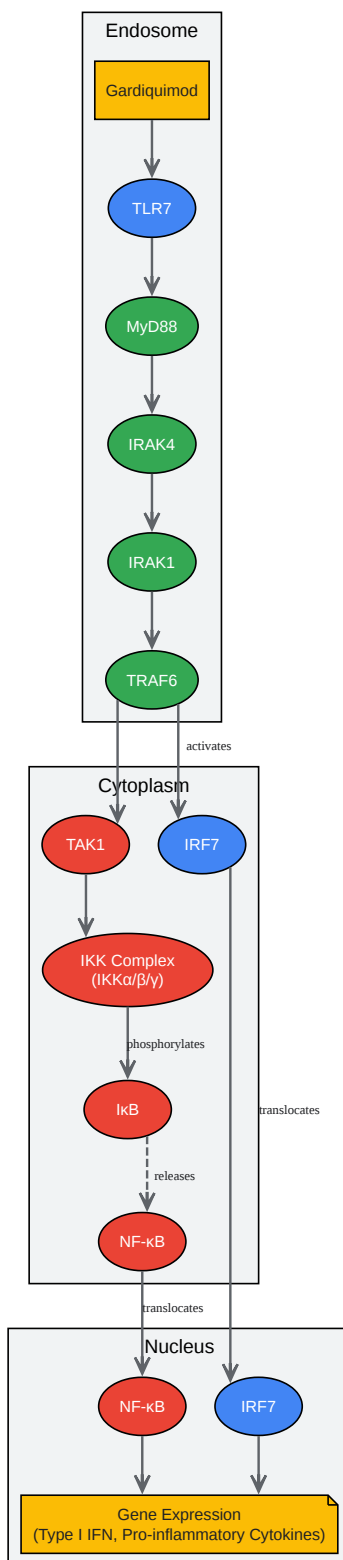 Endosome
Gardiquimod
TLR7
MyD88
IRAK4
IRAK1
TRAF6
activates
Cytoplasm
TAK1
IRF7
IKK Complex
(IKKα/β/γ)
phosphorylates
IκB
translocates
releases
NF-κB
translocates
Nucleus
NF-κB
IRF7
Gene Expression
(Type I IFN, Pro-inflammatory Cytokines)